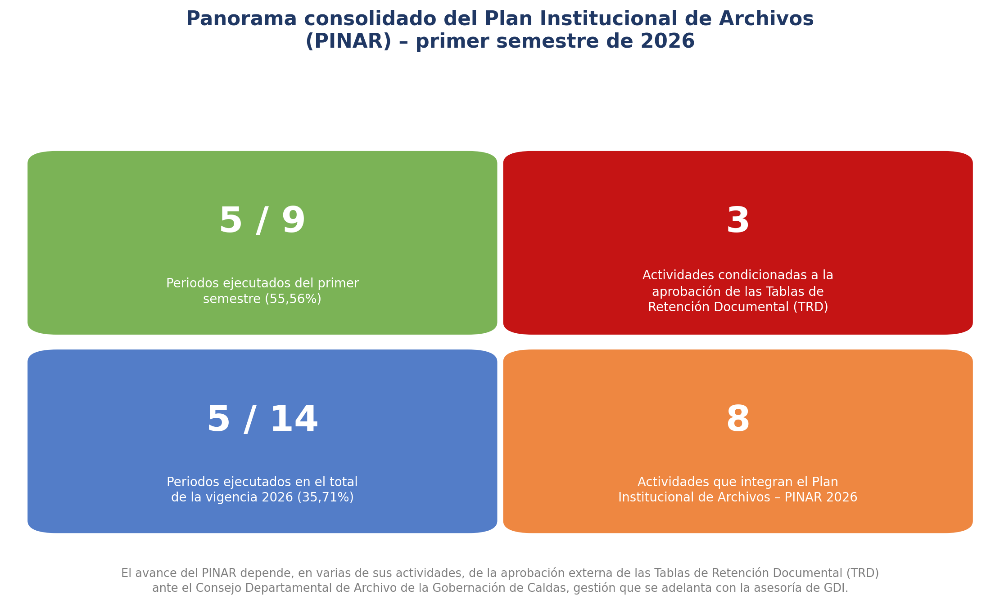 Panorama consolidado del Plan Institucional de Archivos
(PINAR) – primer semestre de 2026
5 / 9
Periodos ejecutados del primer
semestre (55,56%)
3
Actividades condicionadas a la
aprobación de las Tablas de
Retención Documental (TRD)
5 / 14
Periodos ejecutados en el total
de la vigencia 2026 (35,71%)
8
Actividades que integran el Plan
Institucional de Archivos – PINAR 2026
El avance del PINAR depende, en varias de sus actividades, de la aprobación externa de las Tablas de Retención Documental (TRD)
ante el Consejo Departamental de Archivo de la Gobernación de Caldas, gestión que se adelanta con la asesoría de GDI.